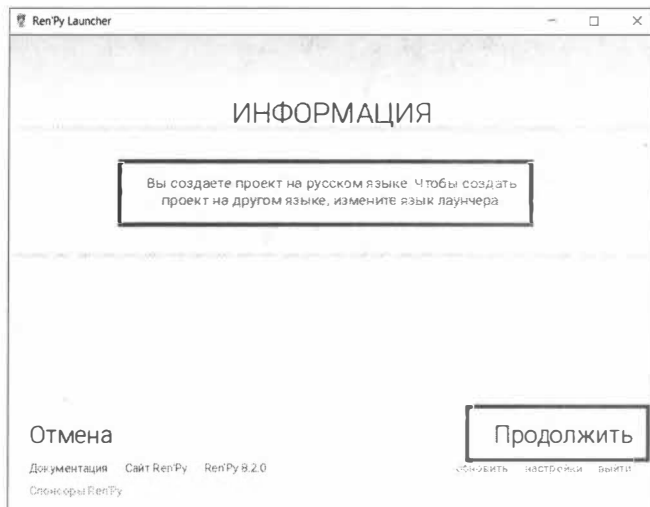 Ren'Py Launcher
ИНФОРМАЦИЯ
Вы создаете проект на русском языке. Чтобы создать
проект на другом языке, измените язык лаунчера
Отмена
Продолжить
Документация Сайт Ren'Py Ren'Py 8.2.0
обновить настройки выйти
Спонсоры Ren'Py